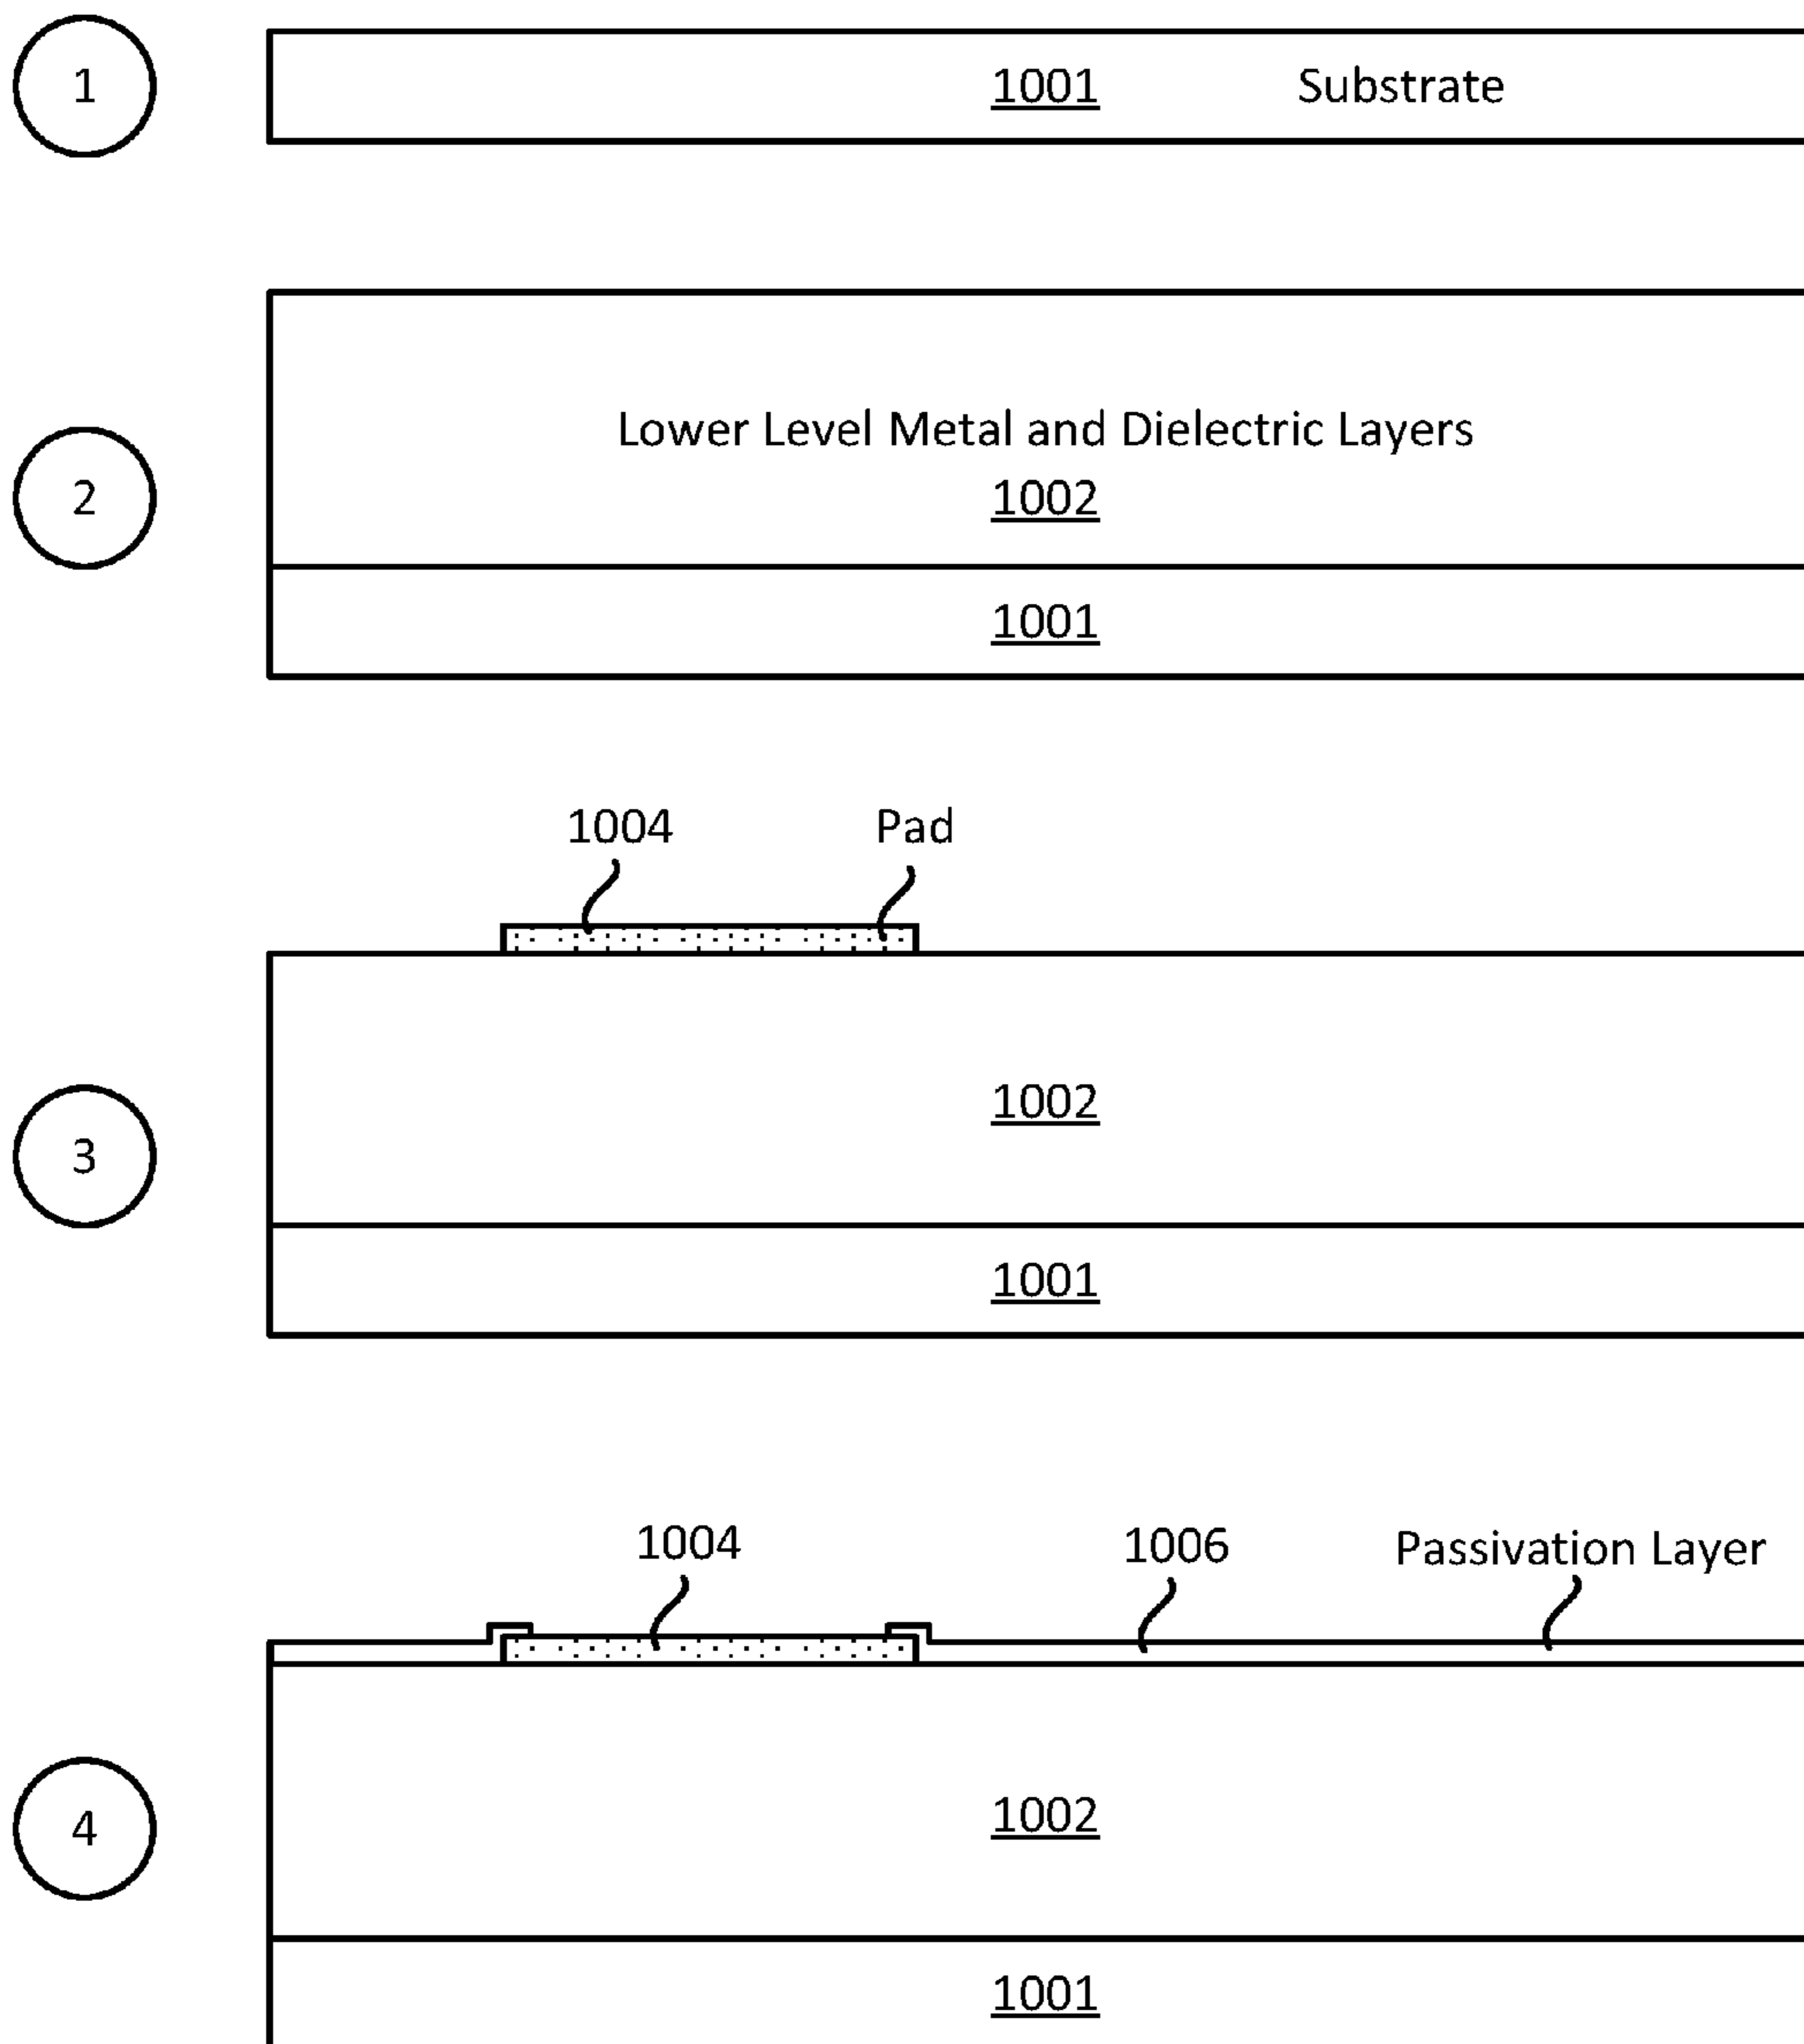 1
1001 Substrate
Lower Level Metal and Dielectric Layers
2
1002
1001
1004 Pad
1002
3
1001
1004 1006 Passivation Layer
1002
4
1001